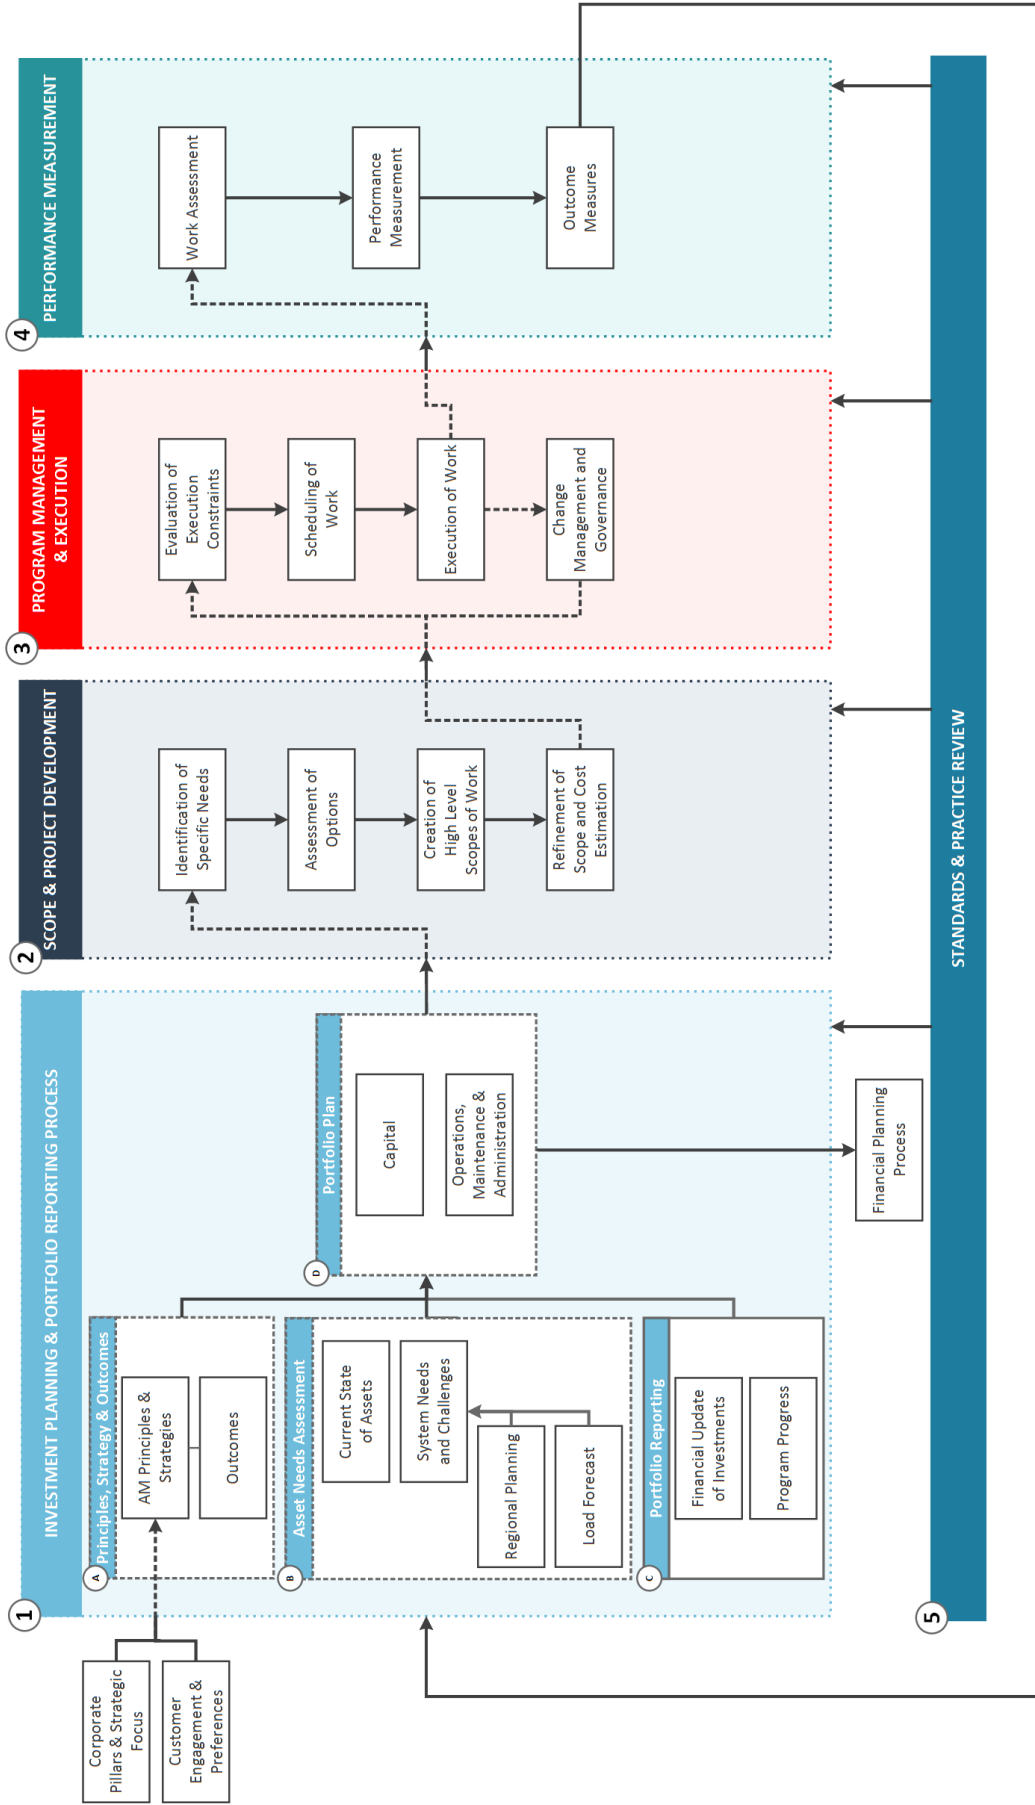 1
INVESTMENT PLANNING & PORTFOLIO REPORTING PROCESS
Corporate
Pillars & Strategic
Focus
Customer
Engagement &
Preferences
A
Principles, Strategy & Outcomes
AM Principles &
Strategies
Outcomes
B
Asset Needs Assessment
Current State
of Assets
System Needs
and Challenges
Regional Planning
Load Forecast
C
Portfolio Reporting
Financial Update
of Investments
Program Progress
D
Portfolio Plan
Capital
Operations,
Maintenance &
Administration
Financial Planning
Process
2
SCOPE & PROJECT DEVELOPMENT
Identification of
Specific Needs
Assessment of
Options
Creation of
High Level
Scopes of Work
Refinement of
Scope and Cost
Estimation
3
PROGRAM MANAGEMENT
& EXECUTION
Evaluation of
Execution
Constraints
Scheduling of
Work
Execution of Work
Change
Management and
Governance
4
PERFORMANCE MEASUREMENT
Work Assessment
Performance
Measurement
Outcome
Measures
5
STANDARDS & PRACTICE REVIEW